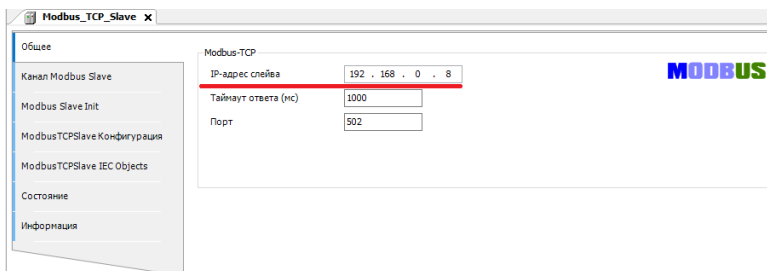 Modbus_TCP_Slave x
Общее
Канал Modbus Slave
Modbus Slave Init
ModbusTCPSlave Конфигурация
ModbusTCPSlave IEC Objects
Состояние
Информация
Modbus-TCP
IP-адрес слейва 192 . 168 . 0 . 8
Таймаут ответа (мс) 1000
Порт 502
MODBUS